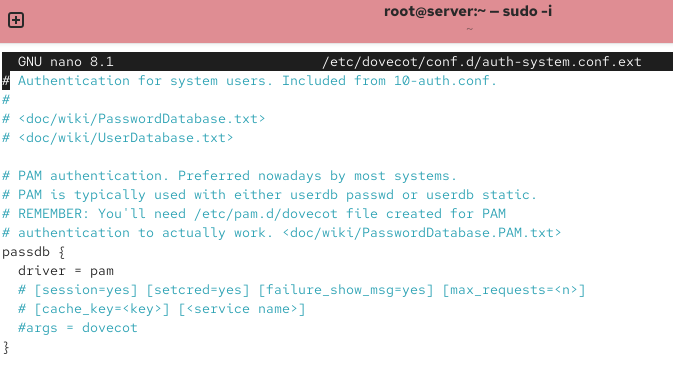 root@server:~ — sudo -i
~
GNU nano 8.1 /etc/dovecot/conf.d/auth-system.conf.ext
# Authentication for system users. Included from 10-auth.conf.
#
# <doc/wiki/PasswordDatabase.txt>
# <doc/wiki/UserDatabase.txt>

# PAM authentication. Preferred nowadays by most systems.
# PAM is typically used with either userdb passwd or userdb static.
# REMEMBER: You'll need /etc/pam.d/dovecot file created for PAM
# authentication to actually work. <doc/wiki/PasswordDatabase.PAM.txt>
passdb {
  driver = pam
  # [session=yes] [setcred=yes] [failure_show_msg=yes] [max_requests=<n>]
  # [cache_key=<key>] [<service name>]
  #args = dovecot
}